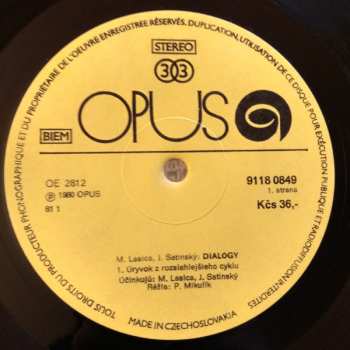 TOUS DROITS DU PRODUCTEUR PHONOGRAPHIQUE ET DU PROPRIÉTAIRE DE L'OEUVRE ENREGISTREE RÉSERVÉS, DUPLICATION, UTILISATION DE CE DISQUE POUR EXÉCUTION PUBLIQUE ET RADIODIFFUSION INTERDITES
STEREO
33
OPUS
BIEM
OE 2812
℗ 1980 OPUS
81 1
9118 0849
1. strana
Kčs 36,-
M. Lasica, J. Satinský: DIALOGY
1. Úryvok z rozsiahlejšieho cyklu
Účinkujú: M. Lasica, J. Satinský
Réžia: P. Mikulík
MADE IN CZECHOSLOVAKIA